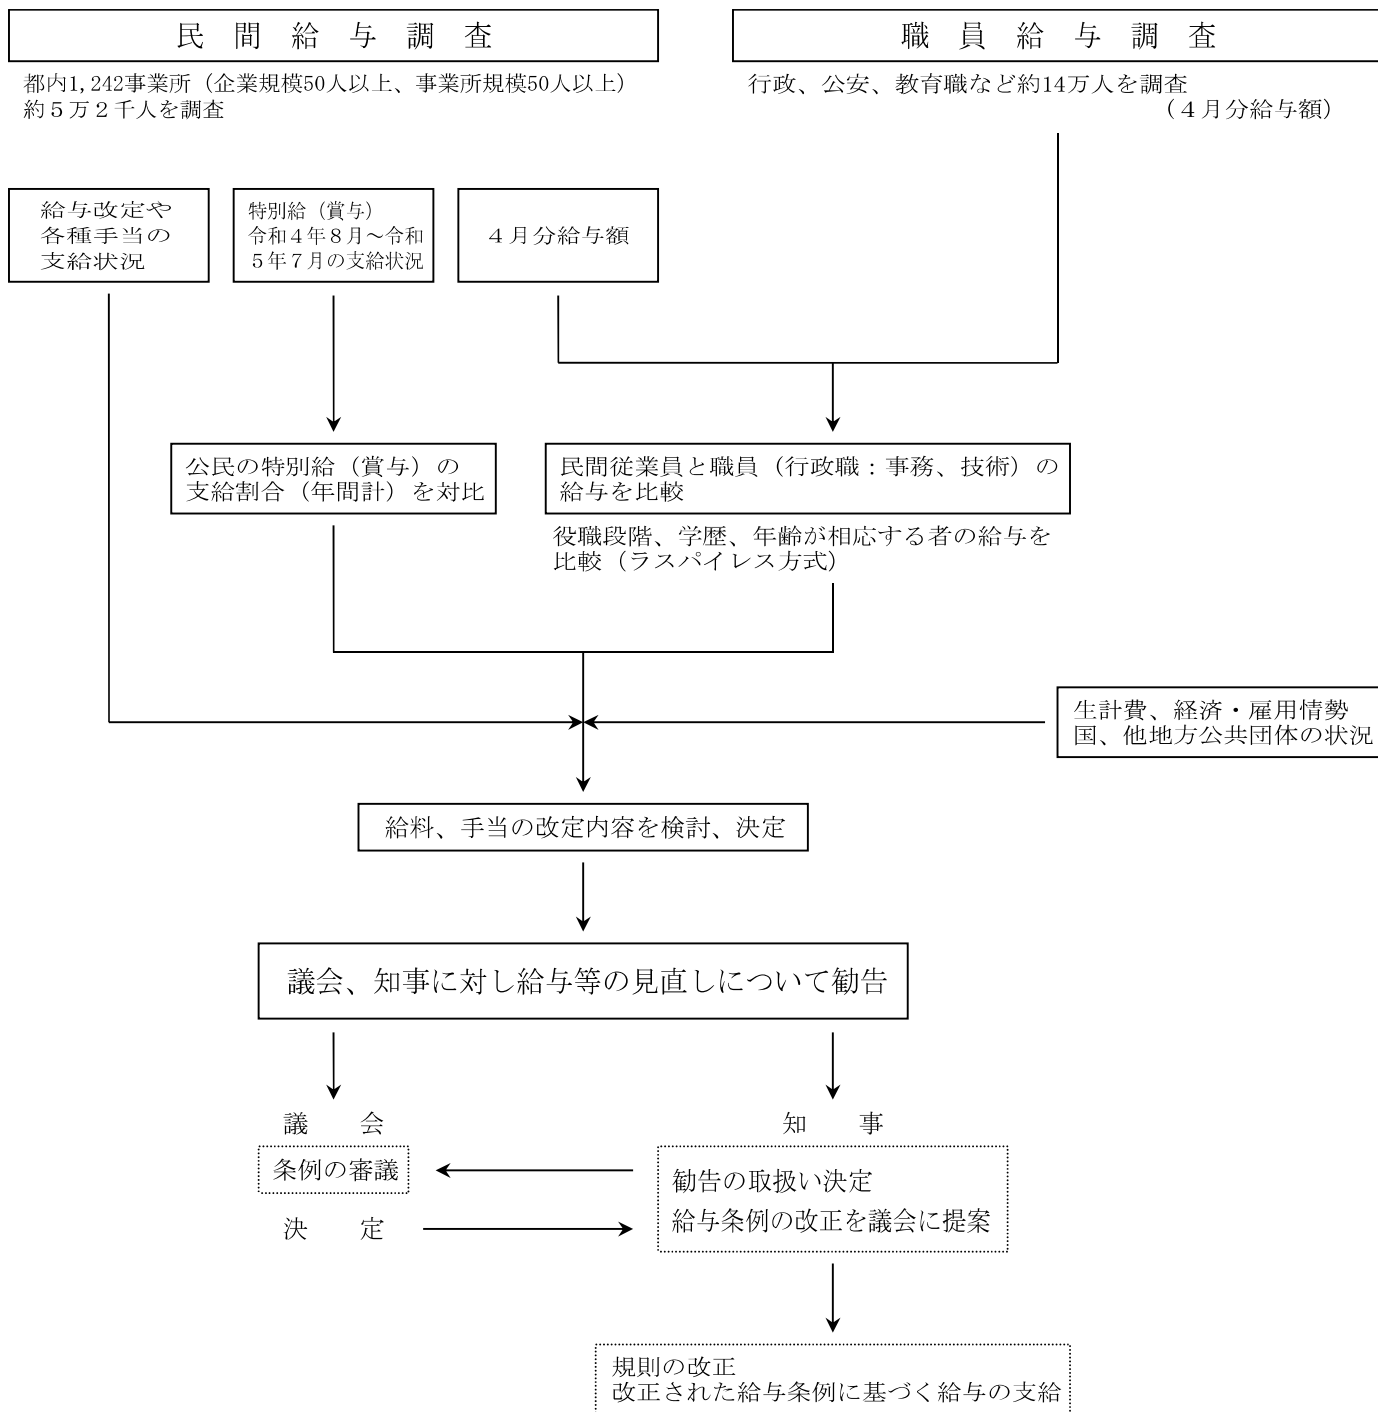 民間給与調査
職員給与調査
都内1,242事業所（企業規模50人以上、事業所規模50人以上）
約５万２千人を調査
行政、公安、教育職など約14万人を調査
（４月分給与額）
給与改定や
各種手当の
支給状況
特別給（賞与）
令和４年８月～令和
５年７月の支給状況
４月分給与額
公民の特別給（賞与）の
支給割合（年間計）を対比
民間従業員と職員（行政職：事務、技術）の
給与を比較
役職段階、学歴、年齢が相応する者の給与を
比較（ラスパイレス方式）
生計費、経済・雇用情勢
国、他地方公共団体の状況
給料、手当の改定内容を検討、決定
議会、知事に対し給与等の見直しについて勧告
議会
知事
条例の審議
決定
勧告の取扱い決定
給与条例の改正を議会に提案
規則の改正
改正された給与条例に基づく給与の支給